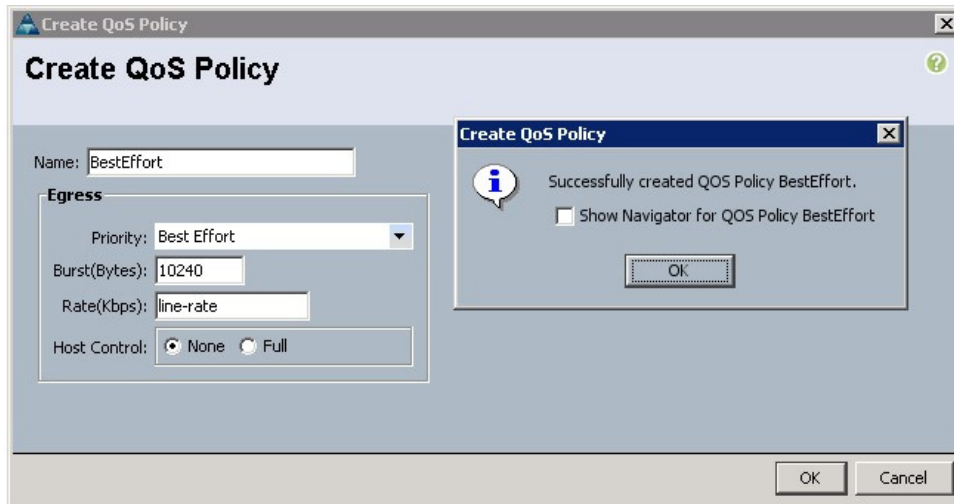 Create QoS Policy
Create QoS Policy
Name: BestEffort
Egress
Priority: Best Effort
Burst(Bytes): 10240
Rate(Kbps): line-rate
Host Control: None Full
Create QoS Policy
Successfully created QOS Policy BestEffort.
Show Navigator for QOS Policy BestEffort
OK
OK Cancel